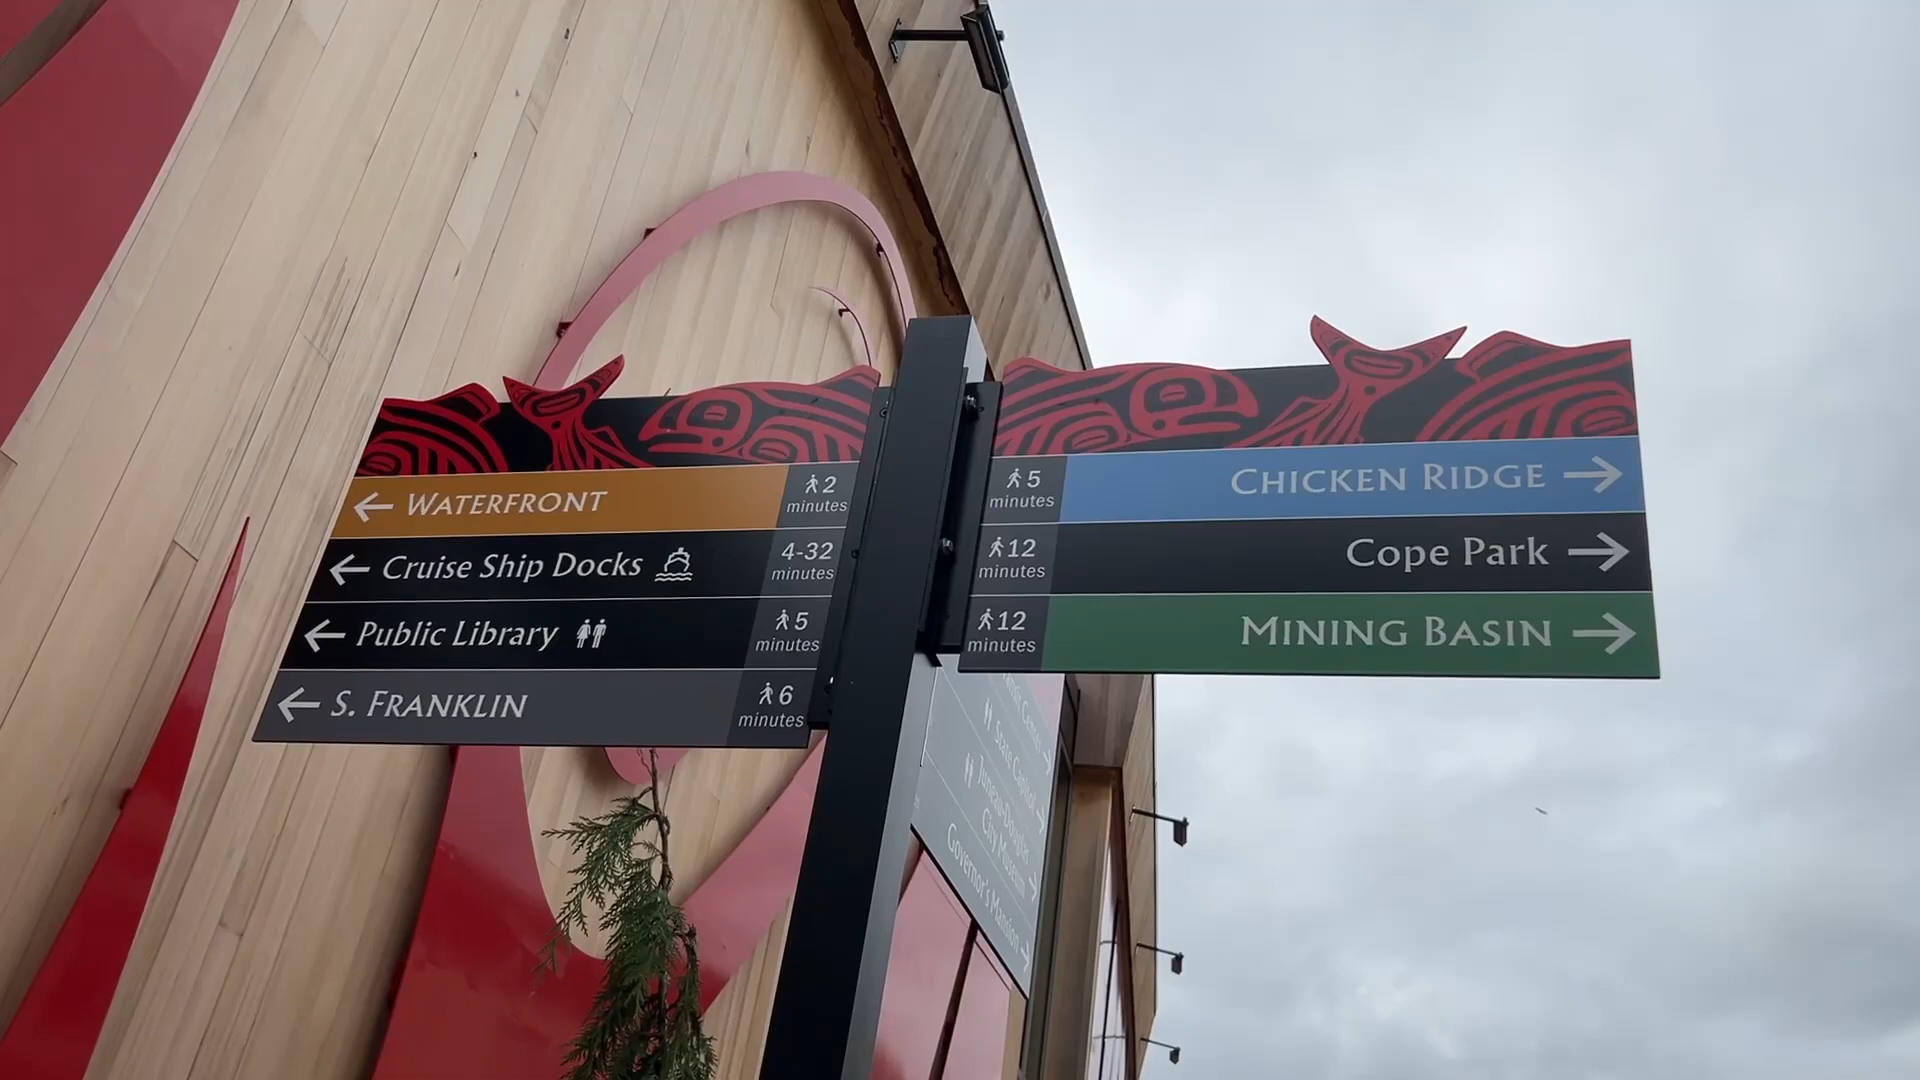 WATERFRONT
2
minutes
Cruise Ship Docks
4-32
minutes
Public Library
5
minutes
S. FRANKLIN
6
minutes
5
minutes
CHICKEN RIDGE
12
minutes
Cope Park
12
minutes
MINING BASIN
Center
State Capitol
Juneau-Douglas
City Museum
Governor's Mansion